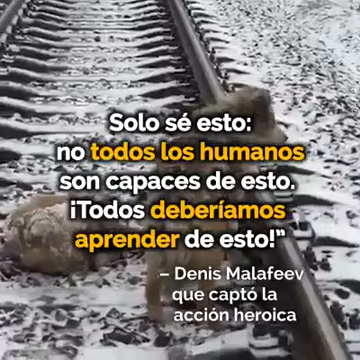 Solo sé esto:
no todos los humanos
son capaces de esto.
¡Todos deberíamos
aprender de esto!”
– Denis Malafeev
que captó la
acción heroica